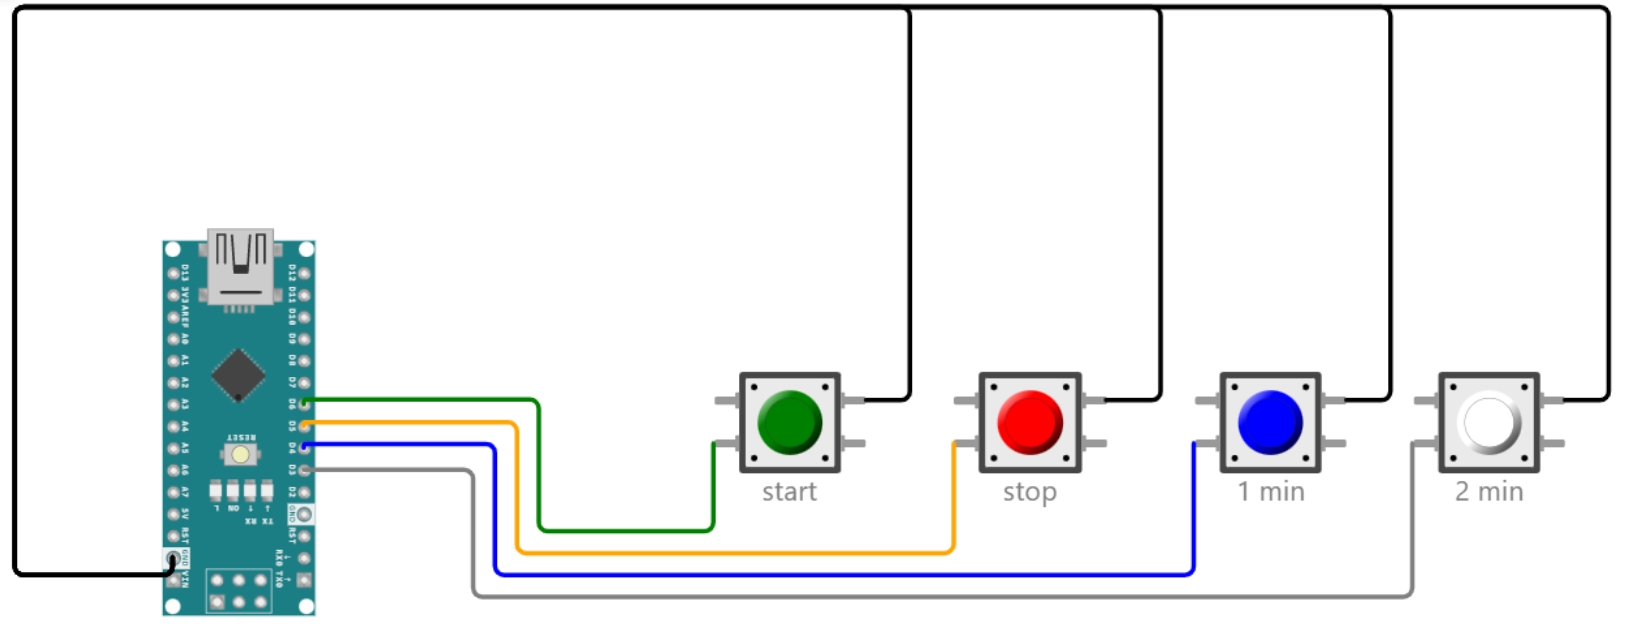 D13
3V3
AREF
A0
A1
A2
A3
A4
A5
A6
A7
5V
RST
GND
VIN
D12
D11
D10
D9
D8
D7
D6
D5
D4
D3
D2
GND
RST
RX0
TX0
RESET
L
ON
RX
TX
start
stop
1 min
2 min